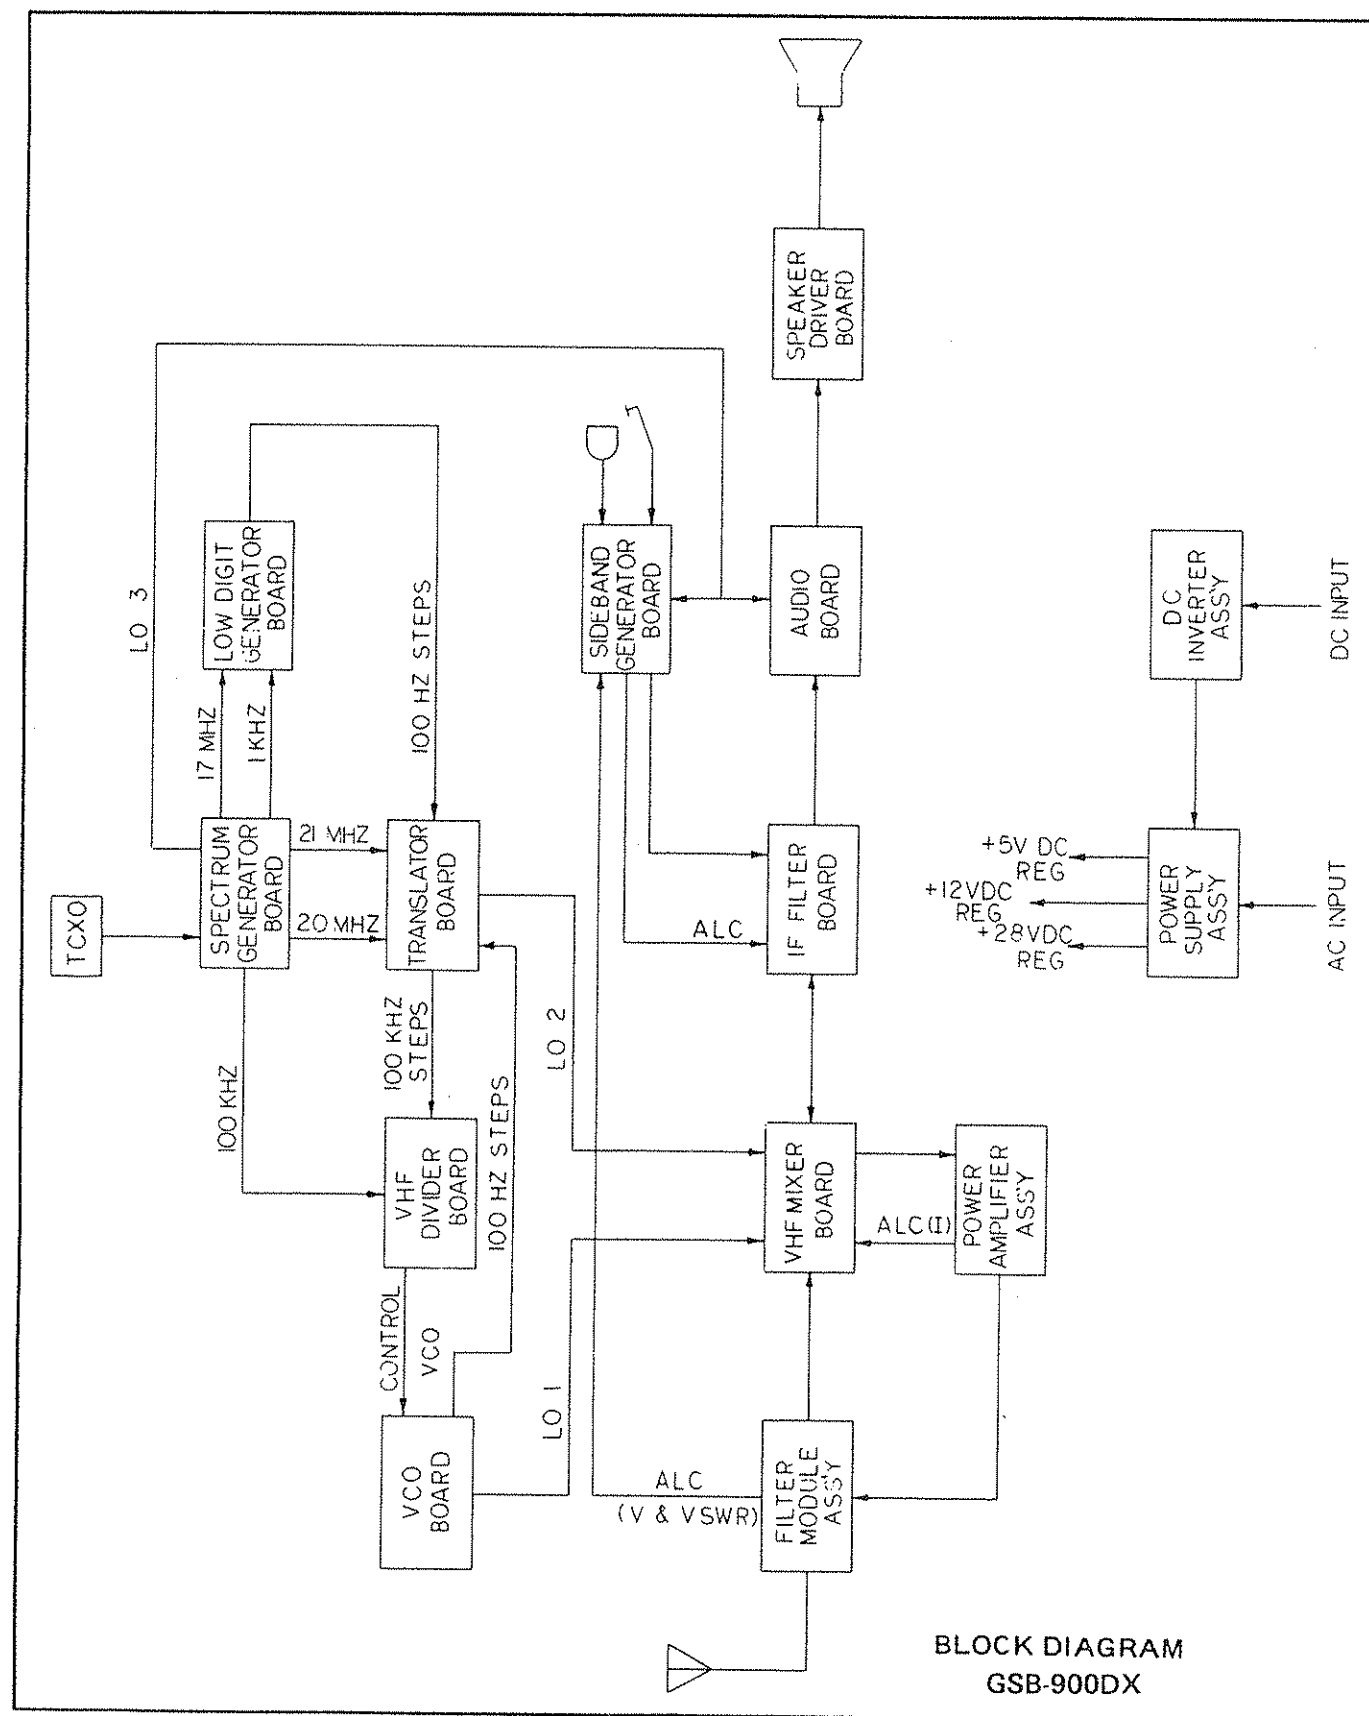 TCXO
SPECTRUM
GENERATOR
BOARD
17 MHZ
1 KHZ
LO 3
LOW DIGIT
GENERATOR
BOARD
100 HZ STEPS
21 MHZ
20 MHZ
TRANSLATOR
BOARD
100 KHZ
100 KHZ
STEPS
VHF
DIVIDER
BOARD
100 HZ STEPS
CONTROL
VCO
VCO
BOARD
LO 1
LO 2
SIDEBAND
GENERATOR
BOARD
ALC
ALC
(V & VSWR)
FILTER
MODULE
ASS'Y
VHF MIXER
BOARD
ALC(I)
POWER
AMPLIFIER
ASS'Y
IF FILTER
BOARD
AUDIO
BOARD
SPEAKER
DRIVER
BOARD
+5V DC
REG
+12VDC
REG
+28VDC
REG
POWER
SUPPLY
ASS'Y
AC INPUT
DC
INVERTER
ASS'Y
DC INPUT
BLOCK DIAGRAM
GSB-900DX